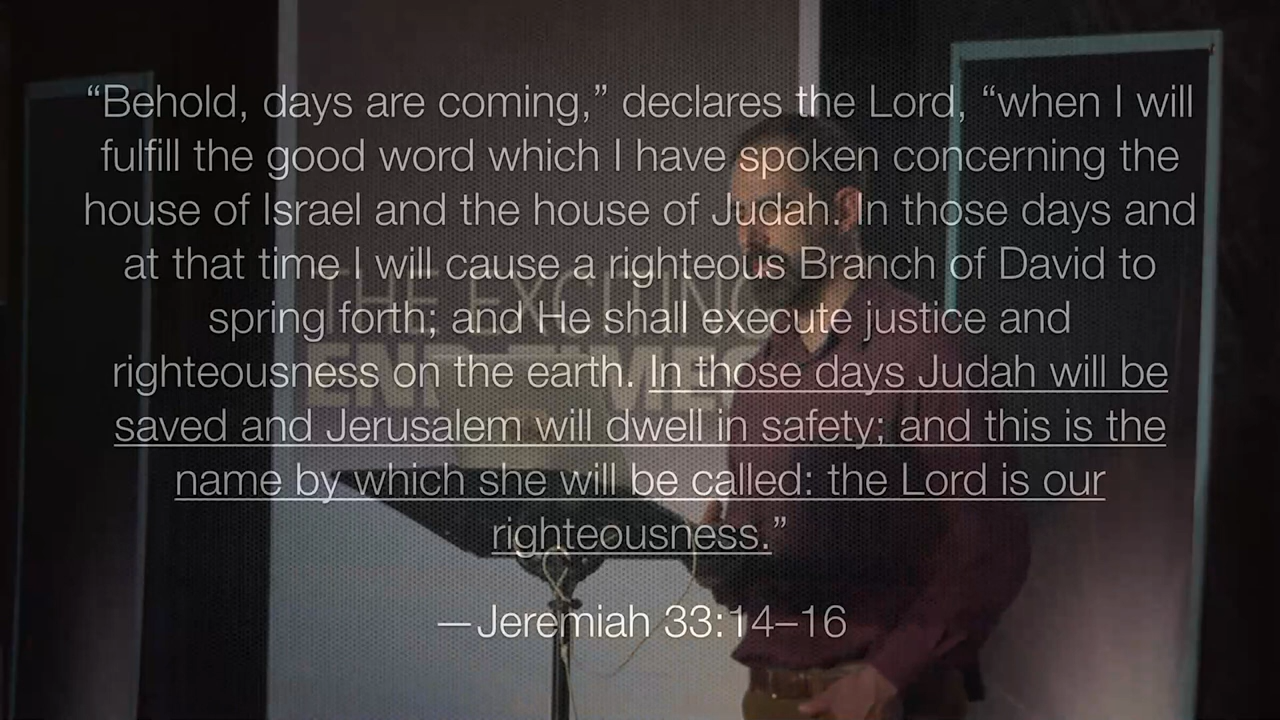 “Behold, days are coming,” declares the Lord, “when I will
fulfill the good word which I have spoken concerning the
house of Israel and the house of Judah. In those days and
at that time I will cause a righteous Branch of David to
spring forth; and He shall execute justice and
righteousness on the earth. In those days Judah will be
saved and Jerusalem will dwell in safety; and this is the
name by which she will be called: the Lord is our
righteousness.”
—Jeremiah 33:14–16
THE EXCITING